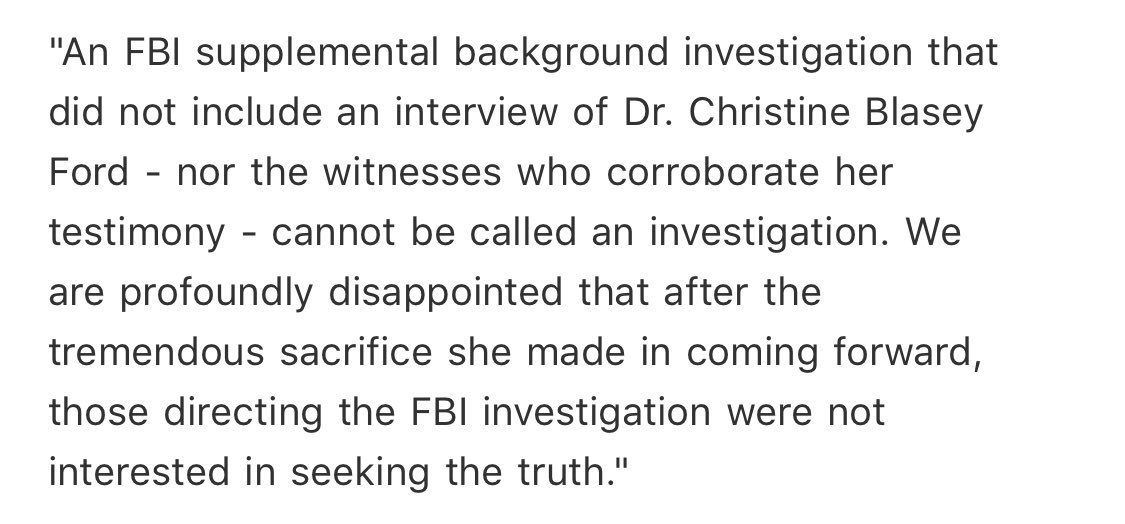 "An FBI supplemental background investigation that
did not include an interview of Dr. Christine Blasey
Ford - nor the witnesses who corroborate her
testimony - cannot be called an investigation. We
are profoundly disappointed that after the
tremendous sacrifice she made in coming forward,
those directing the FBI investigation were not
interested in seeking the truth."